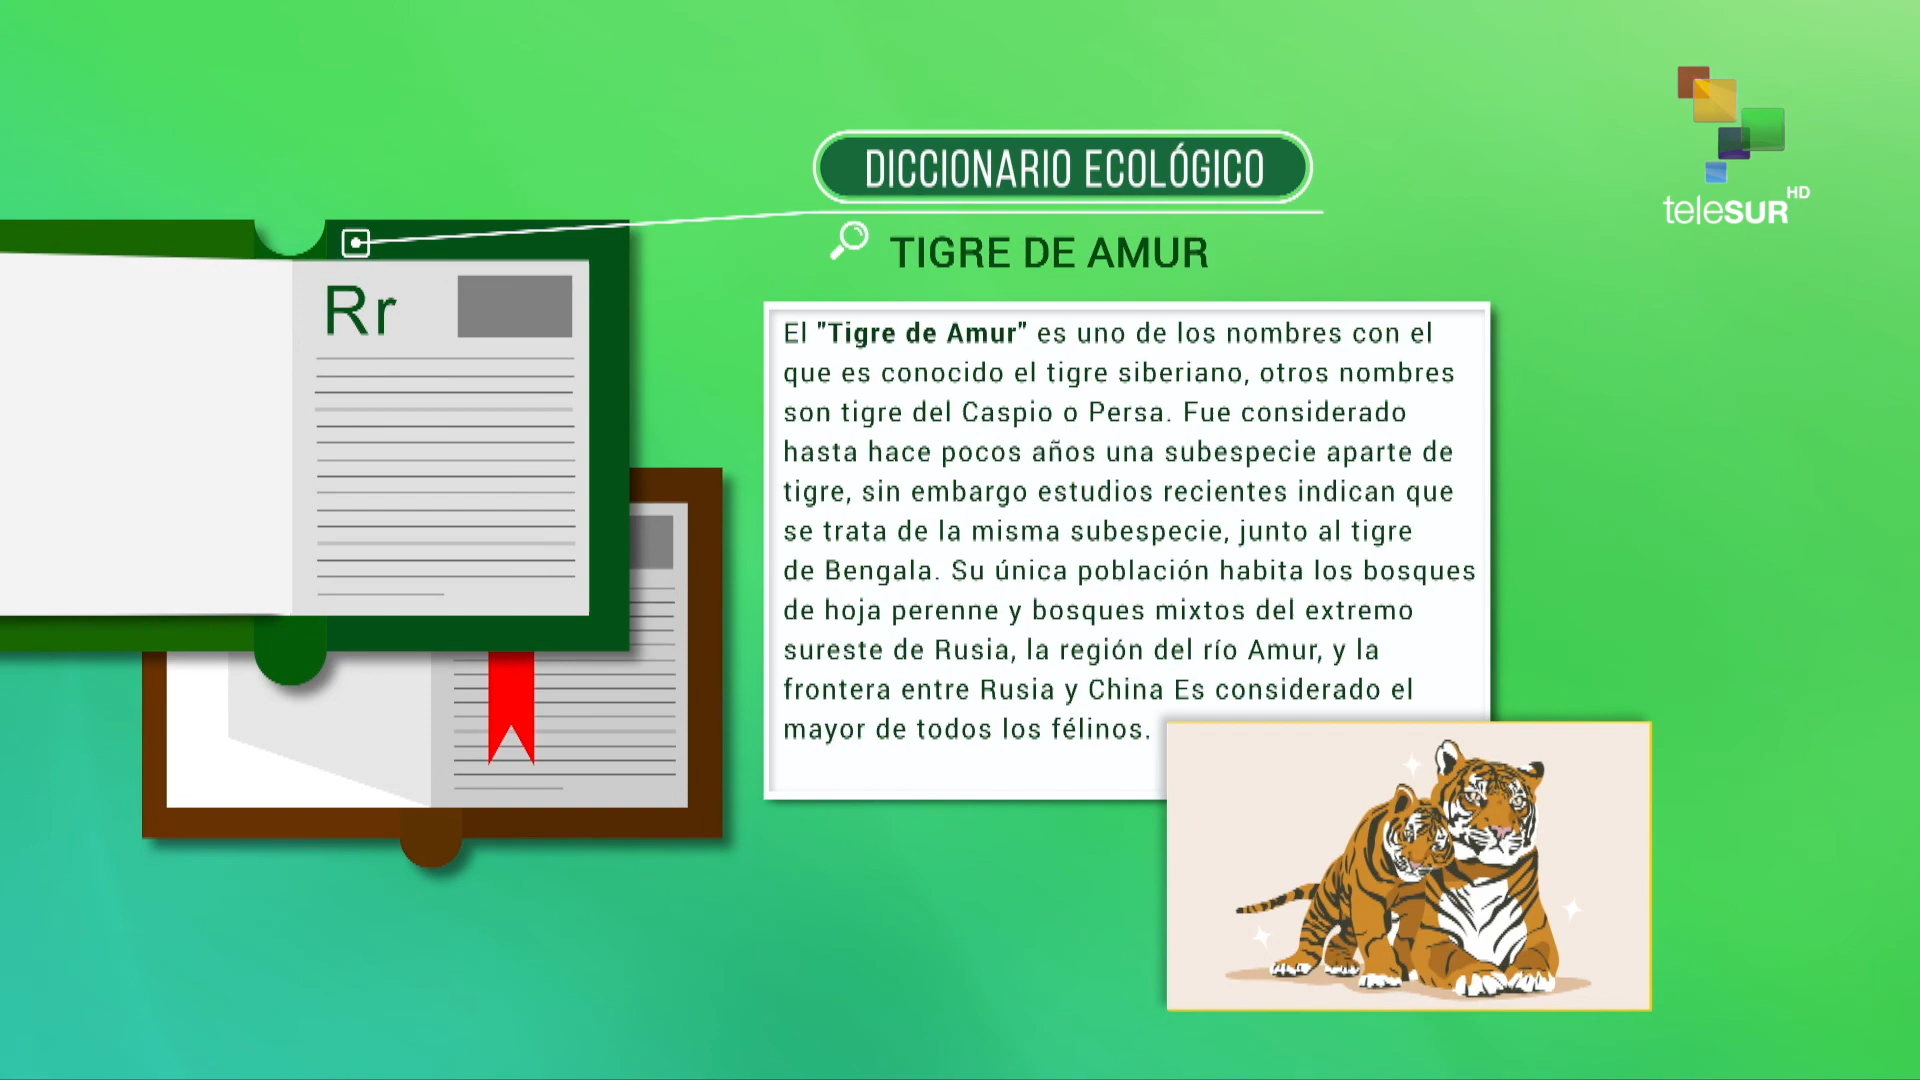 DICCIONARIO ECOLÓGICO
TIGRE DE AMUR
Rr
El "Tigre de Amur" es uno de los nombres con el
que es conocido el tigre siberiano, otros nombres
son tigre del Caspio o Persa. Fue considerado
hasta hace pocos años una subespecie aparte de
tigre, sin embargo estudios recientes indican que
se trata de la misma subespecie, junto al tigre
de Bengala. Su única población habita los bosques
de hoja perenne y bosques mixtos del extremo
sureste de Rusia, la región del río Amur, y la
frontera entre Rusia y China Es considerado el
mayor de todos los félinos.
teleSUR HD